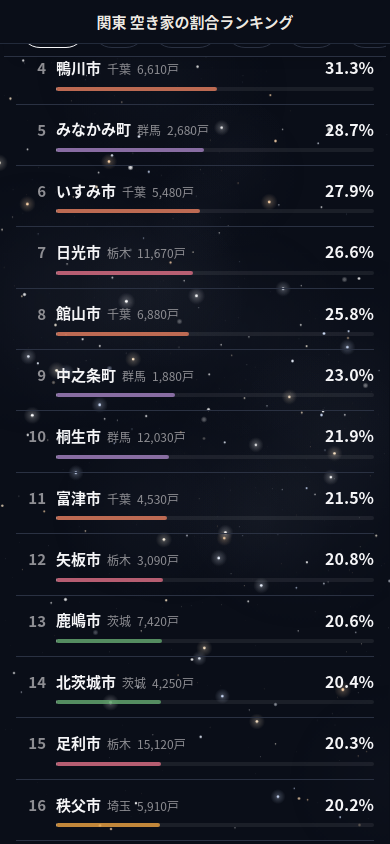 関東 空き家の割合ランキング
4 鴨川市 千葉 6,610戸 31.3%
5 みなかみ町 群馬 2,680戸 28.7%
6 いすみ市 千葉 5,480戸 27.9%
7 日光市 栃木 11,670戸 26.6%
8 館山市 千葉 6,880戸 25.8%
9 中之条町 群馬 1,880戸 23.0%
10 桐生市 群馬 12,030戸 21.9%
11 富津市 千葉 4,530戸 21.5%
12 矢板市 栃木 3,090戸 20.8%
13 鹿嶋市 茨城 7,420戸 20.6%
14 北茨城市 茨城 4,250戸 20.4%
15 足利市 栃木 15,120戸 20.3%
16 秩父市 埼玉 5,910戸 20.2%